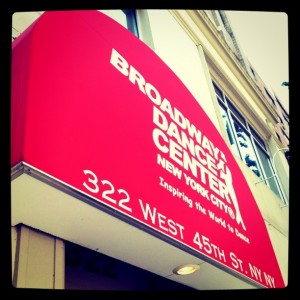 BROADWAY
DANCE
CENTER
NEW YORK CITY®
Inspiring the World to Dance
322 WEST 45TH ST. NY NY